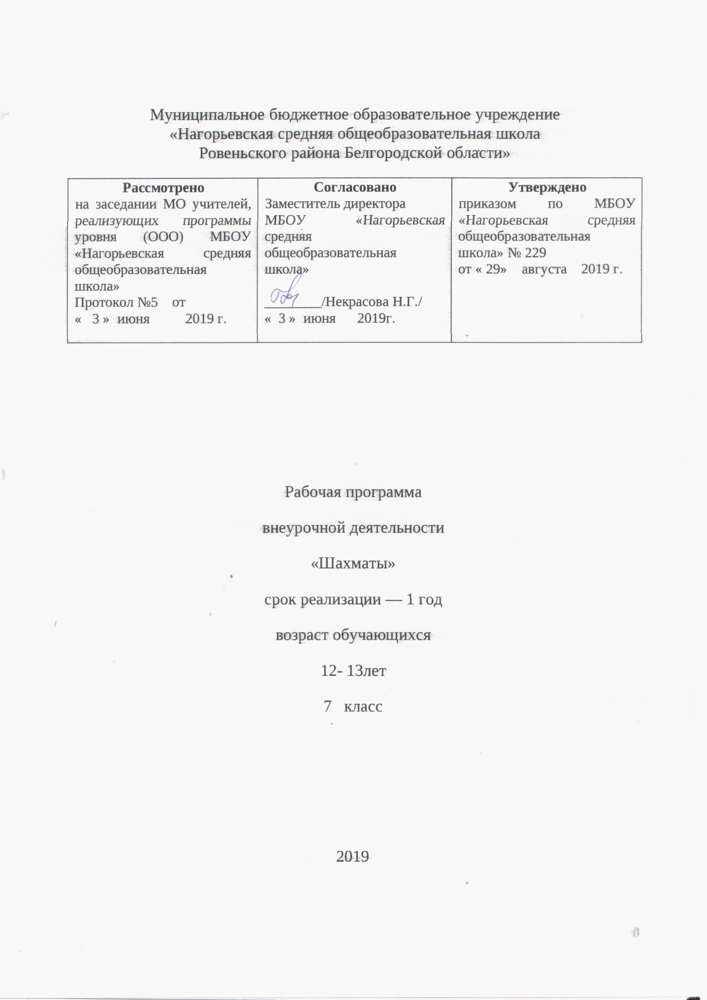 Муниципальное бюджетное образовательное учреждение
«Нагорьевская средняя общеобразовательная школа
Ровеньского района Белгородской области»
Рассмотрено
на заседании МО учителей,
реализующих программы
уровня (ООО) МБОУ
«Нагорьевская средняя
общеобразовательная
школа»
Протокол №5 от
« 3 » июня 2019 г.
Согласовано
Заместитель директора
МБОУ «Нагорьевская
средняя
общеобразовательная
школа»
________/Некрасова Н.Г./
« 3 » июня 2019г.
Утверждено
приказом по МБОУ
«Нагорьевская средняя
общеобразовательная
школа» № 229
от « 29» августа 2019 г.
Рабочая программа
внеурочной деятельности
«Шахматы»
срок реализации — 1 год
возраст обучающихся
12- 13лет
7 класс
2019